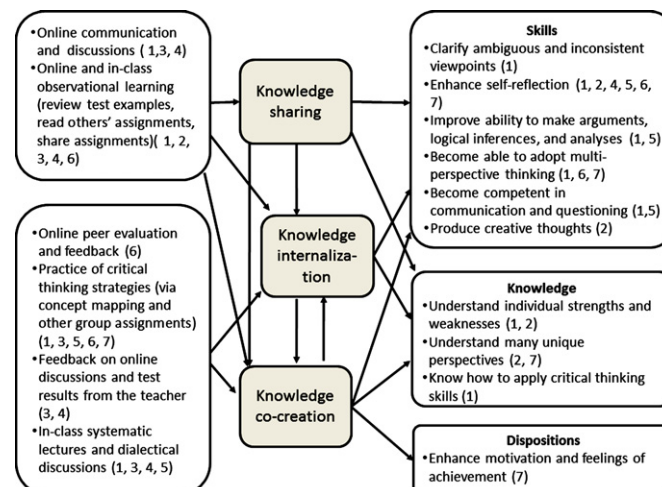 •Online communication
and discussions ( 1,3, 4)
•Online and in-class
observational learning
(review test examples,
read others' assignments,
share assignments)( 1, 2,
3, 4, 6)
•Online peer evaluation
and feedback (6)
•Practice of critical
thinking strategies (via
concept mapping and
other group assignments)
(1, 3, 5, 6, 7)
•Feedback on online
discussions and test
results from the teacher
(3, 4)
•In-class systematic
lectures and dialectical
discussions (1, 3, 4, 5)
Knowledge
sharing
Knowledge
internaliza-
tion
Knowledge
co-creation
Skills
•Clarify ambiguous and inconsistent
viewpoints (1)
•Enhance self-reflection (1, 2, 4, 5, 6,
7)
•Improve ability to make arguments,
logical inferences, and analyses (1, 5)
•Become able to adopt multi-
perspective thinking (1, 6, 7)
•Become competent in
communication and questioning (1,5)
•Produce creative thoughts (2)
Knowledge
•Understand individual strengths and
weaknesses (1, 2)
•Understand many unique
perspectives (2, 7)
•Know how to apply critical thinking
skills (1)
Dispositions
•Enhance motivation and feelings of
achievement (7)